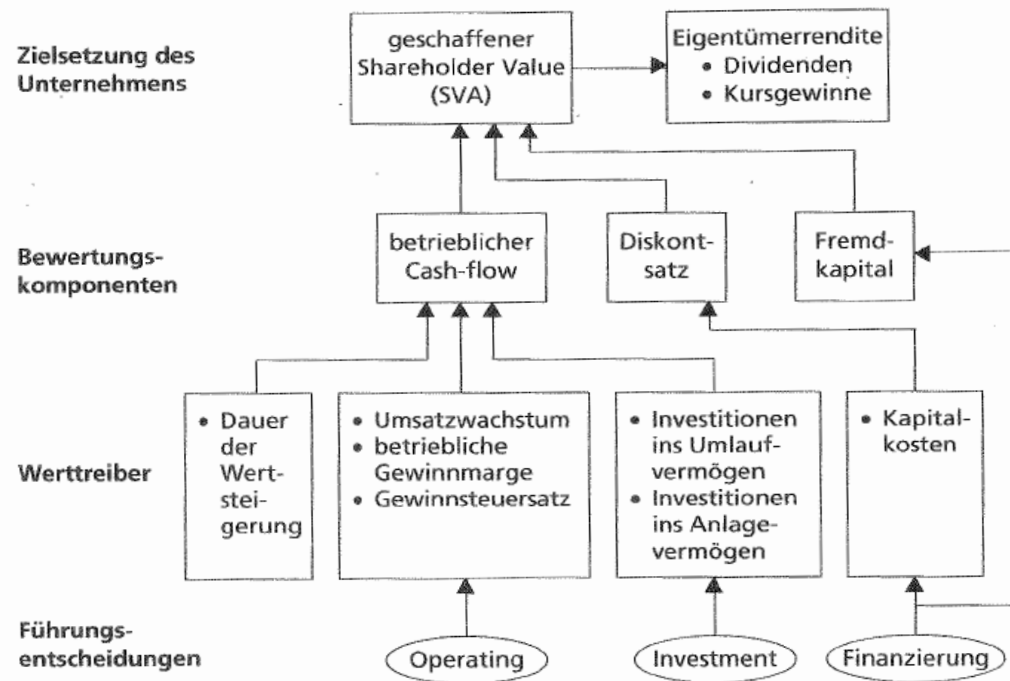 Zielsetzung des
Unternehmens
geschaffener
Shareholder Value
(SVA)
Eigentümerrendite
• Dividenden
• Kursgewinne
Bewertungs-
komponenten
betrieblicher
Cash-flow
Diskont-
satz
Fremd-
kapital
Werttreiber
• Dauer
der
Wert-
stei-
gerung
• Umsatzwachstum
• betriebliche
Gewinnmarge
• Gewinnsteuersatz
• Investitionen
ins Umlauf-
vermögen
• Investitionen
ins Anlage-
vermögen
• Kapital-
kosten
Führungs-
entscheidungen
Operating
Investment
Finanzierung